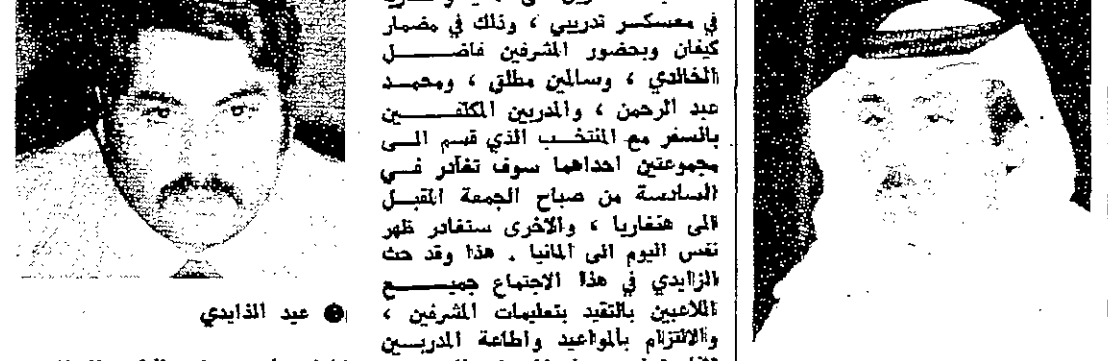 في معسكر تدريبي ، وذلك في مضمار
كيفان وبحضور المشرفين فاضل
الخالدي ، وسالمين مطلق ، ومحمد
عبد الرحمن ، والمدربين المكلفين
بالسفر مع المنتخب الذي قسم الى
مجموعتين احداهما سوف تغادر في
السادسة من صباح الجمعة المقبل
الى هنغاريا ، والاخرى ستغادر ظهر
نفس اليوم الى المانيا . هذا وقد حث
الزايدي في هذا الاجتماع جميع
اللاعبين بالتقيد بتعليمات المشرفين ،
والالتزام بالمواعيد واطاعة المدربين
عيد الذايدي